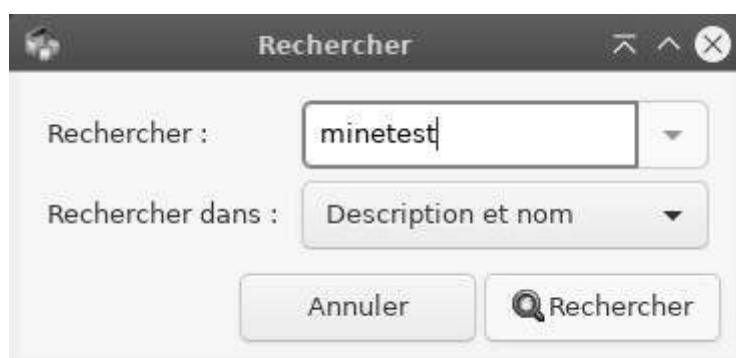 Rechercher
Rechercher : minetest
Rechercher dans : Description et nom
Annuler Rechercher